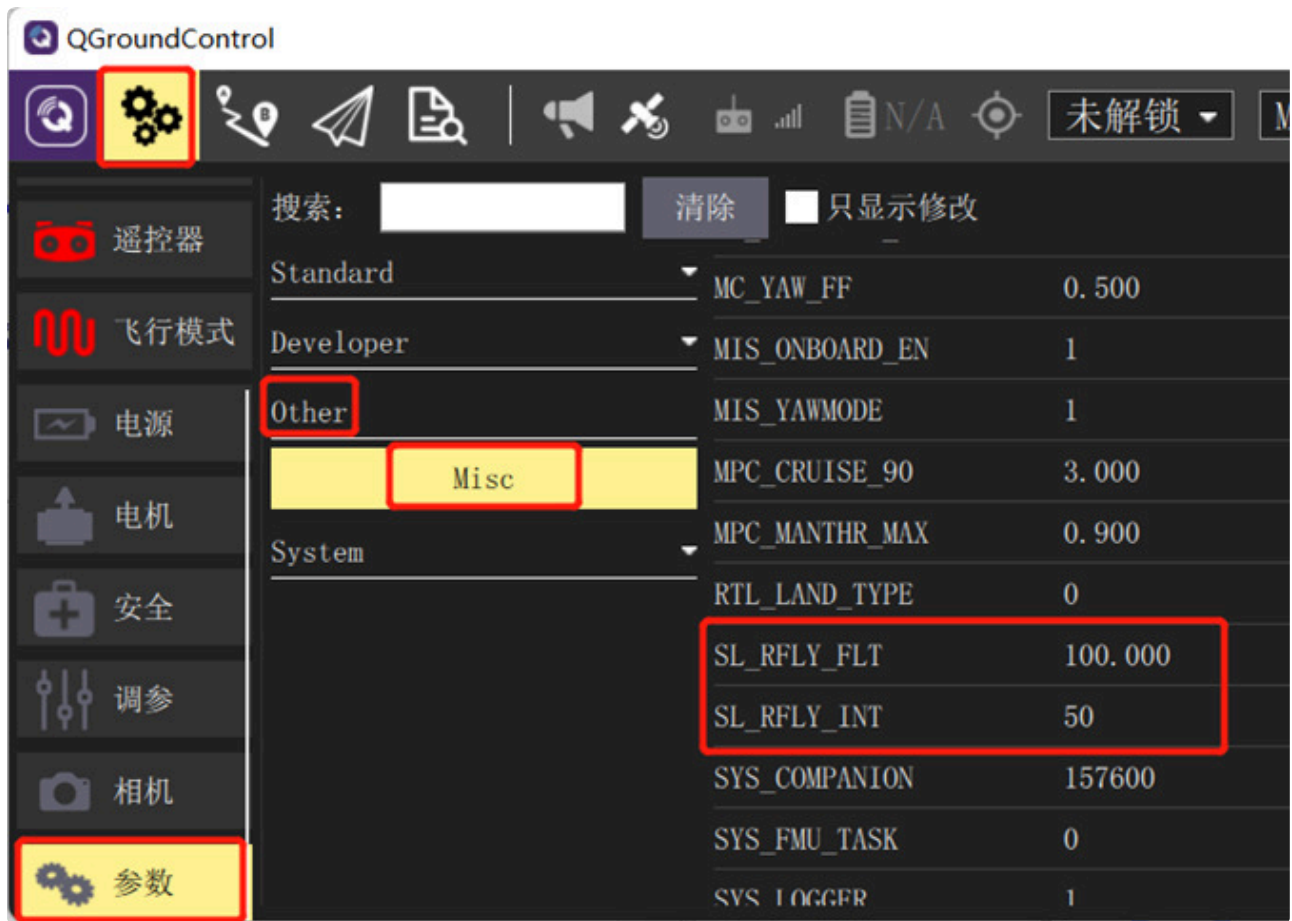 QGroundControl
N/A 未解锁
遥控器
飞行模式
电源
电机
安全
调参
相机
参数
搜索: 清除 只显示修改
Standard
Developer
Other
Misc
System
MC_YAW_FF 0.500
MIS_ONBOARD_EN 1
MIS_YAWMODE 1
MPC_CRUISE_90 3.000
MPC_MANTHR_MAX 0.900
RTL_LAND_TYPE 0
SL_RFLY_FLT 100.000
SL_RFLY_INT 50
SYS_COMPANION 157600
SYS_FMU_TASK 0
SYS_LOGGER 1